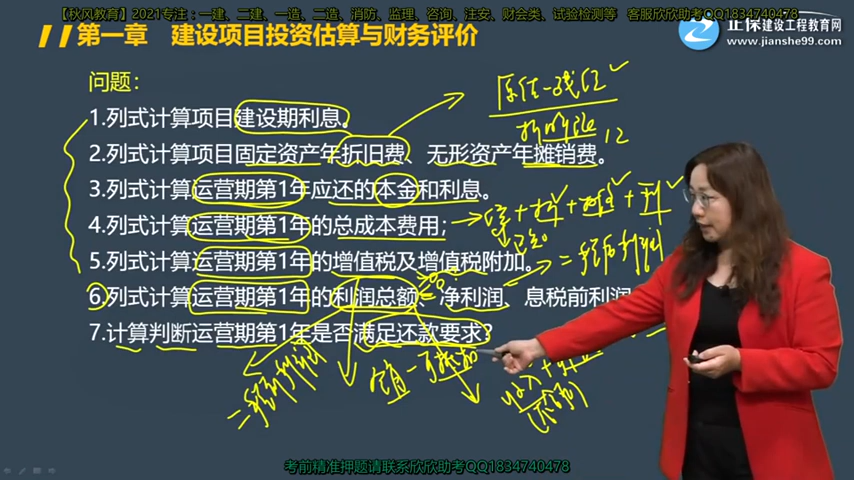 【秋风教育】2021专注：一建、二建、一造、二造、消防、监理、咨询、注安、财会类、试验检测等 客服欣欣助考QQ1834740478
第一章 建设项目投资估算与财务评价
正保建设工程教育网
www.jianshe99.com
问题：
1.列式计算项目建设期利息。
2.列式计算项目固定资产年折旧费、无形资产年摊销费。
3.列式计算运营期第1年应还的本金和利息。
4.列式计算运营期第1年的总成本费用；
5.列式计算运营期第1年的增值税及增值税附加。
6.列式计算运营期第1年的利润总额、净利润、息税前利润
7.计算判断运营期第1年是否满足还款要求?
原值-残值
12
考前精准押题请联系欣欣助考QQ1834740478